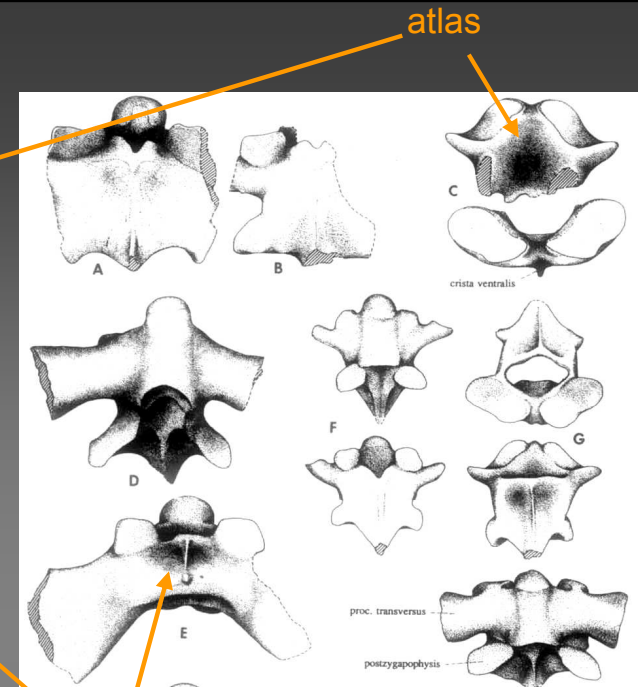 atlas
A
B
C
crista ventralis
D
F
G
E
proc. transversus
postzygapophysis